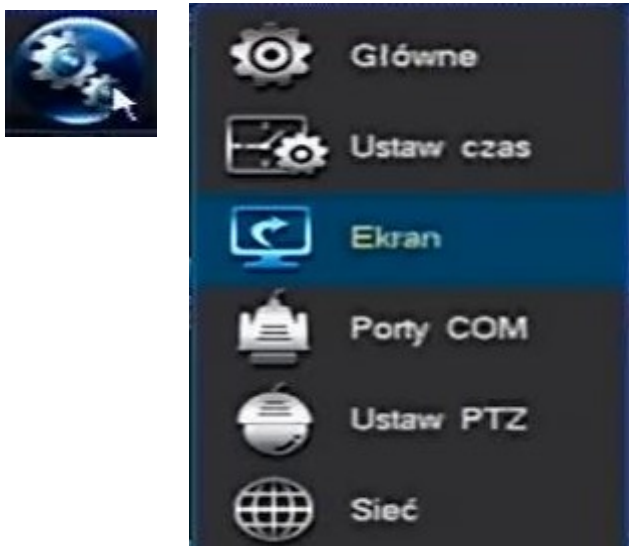 Główne
Ustaw czas
Ekran
Porty COM
Ustaw PTZ
Sieć